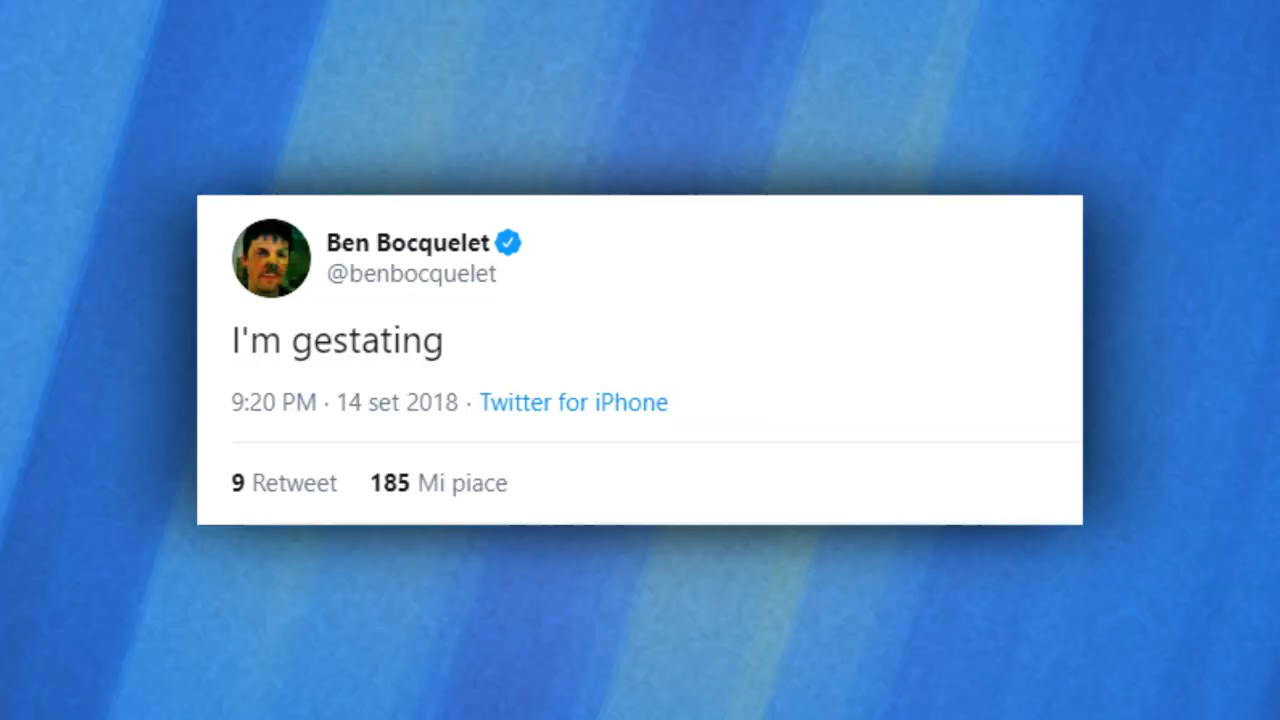 Ben Bocquelet
@benbocquelet
I'm gestating
9:20 PM · 14 set 2018 · Twitter for iPhone
9 Retweet 185 Mi piace